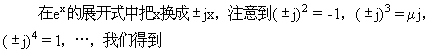 在eˣ的展开式中把x换成±jx，注意到(±j)²=-1，(±j)³=μj，
(±j)⁴=1，…，我们得到